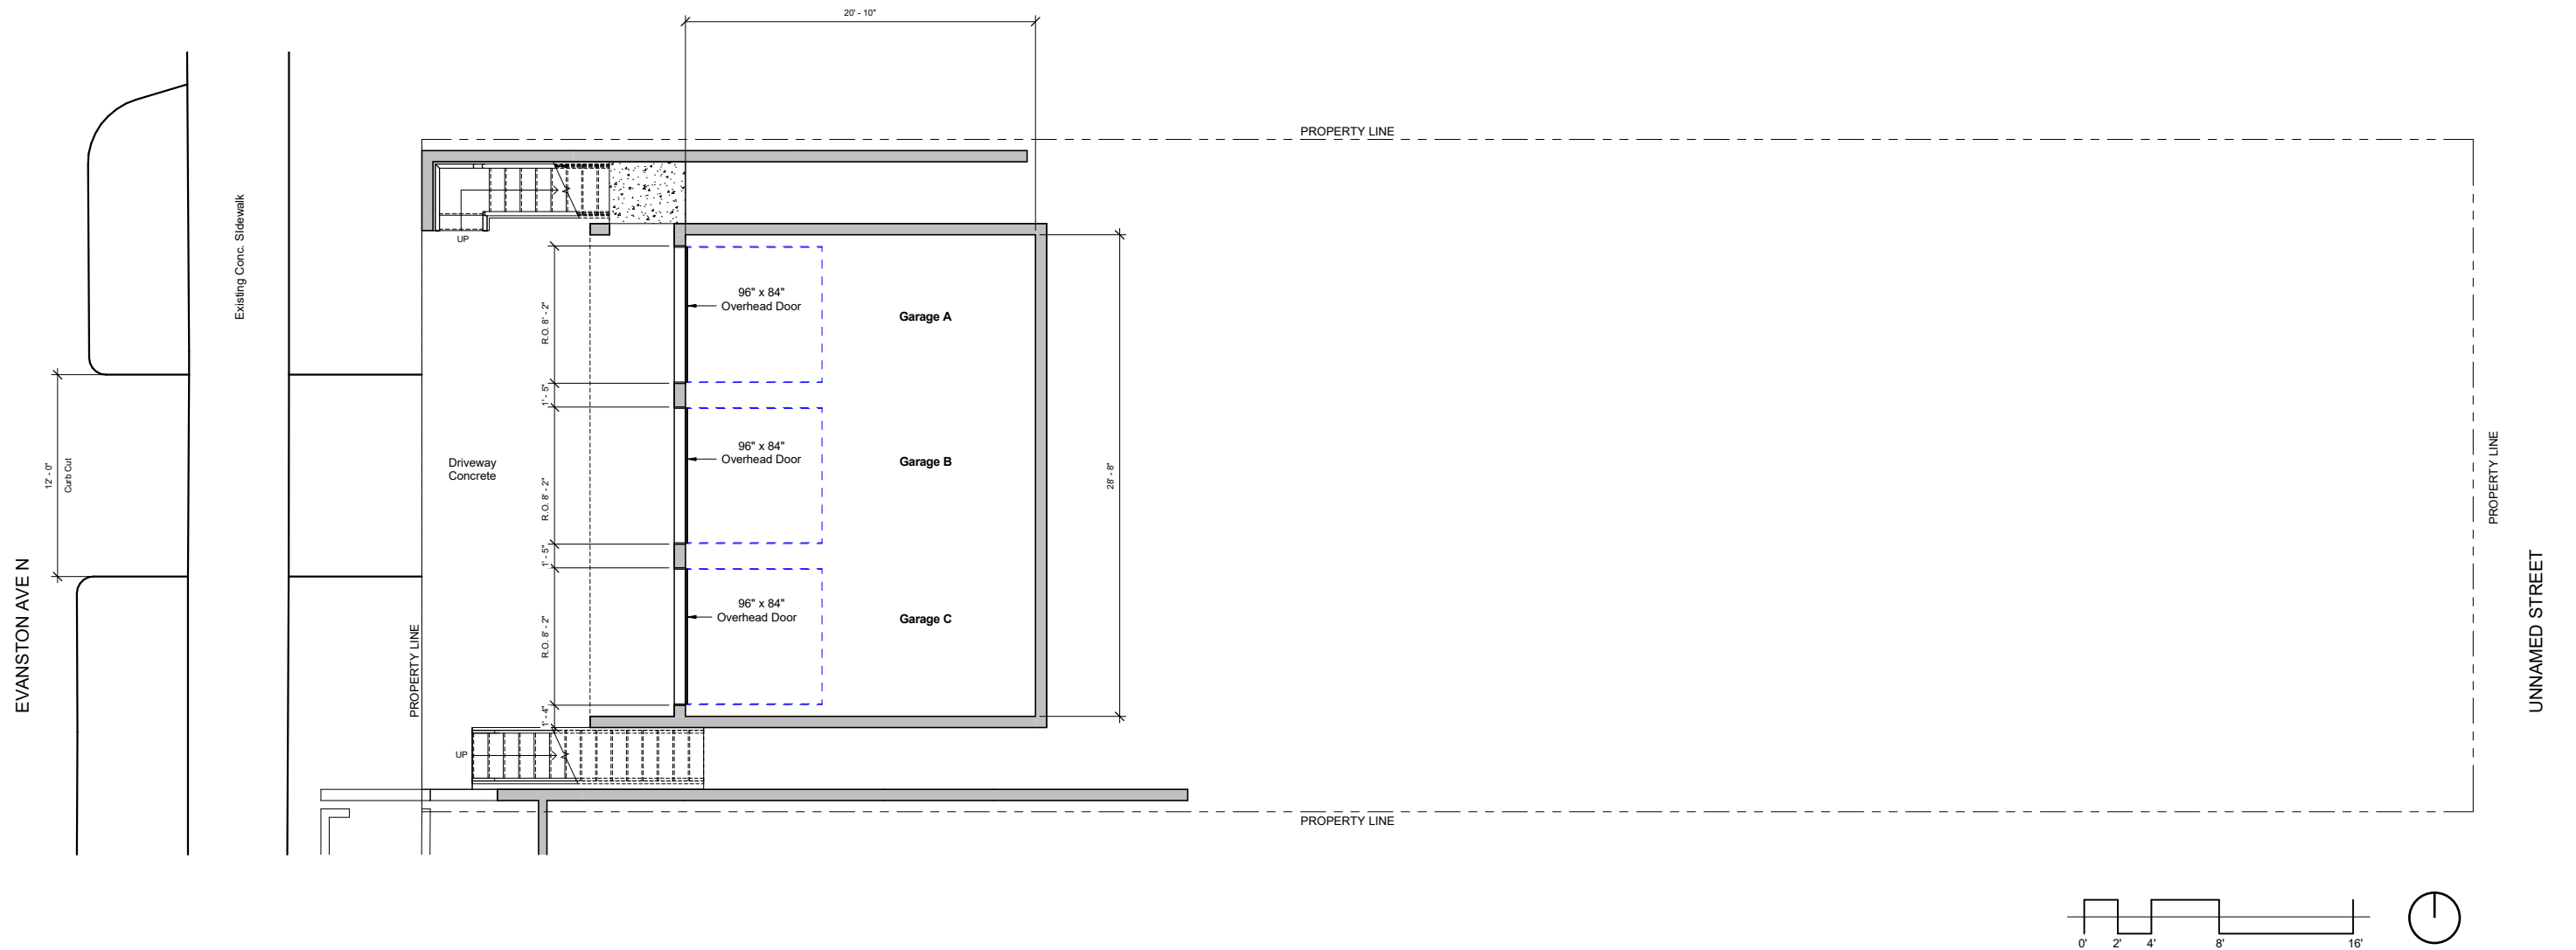 20' - 10"
PROPERTY LINE
Existing Conc. SIdewalk
UP
R.O. 8' - 2"
96" x 84"
Overhead Door
Garage A
1' - 5"
12' - 0"
Curb Cut
Driveway
Concrete
R.O. 8' - 2"
96" x 84"
Overhead Door
Garage B
28' - 8"
PROPERTY LINE
1' - 5"
EVANSTON AVE N
PROPERTY LINE
R.O. 8' - 2"
96" x 84"
Overhead Door
Garage C
UNNAMED STREET
1' - 4"
UP
PROPERTY LINE
0' 2' 4' 8' 16'